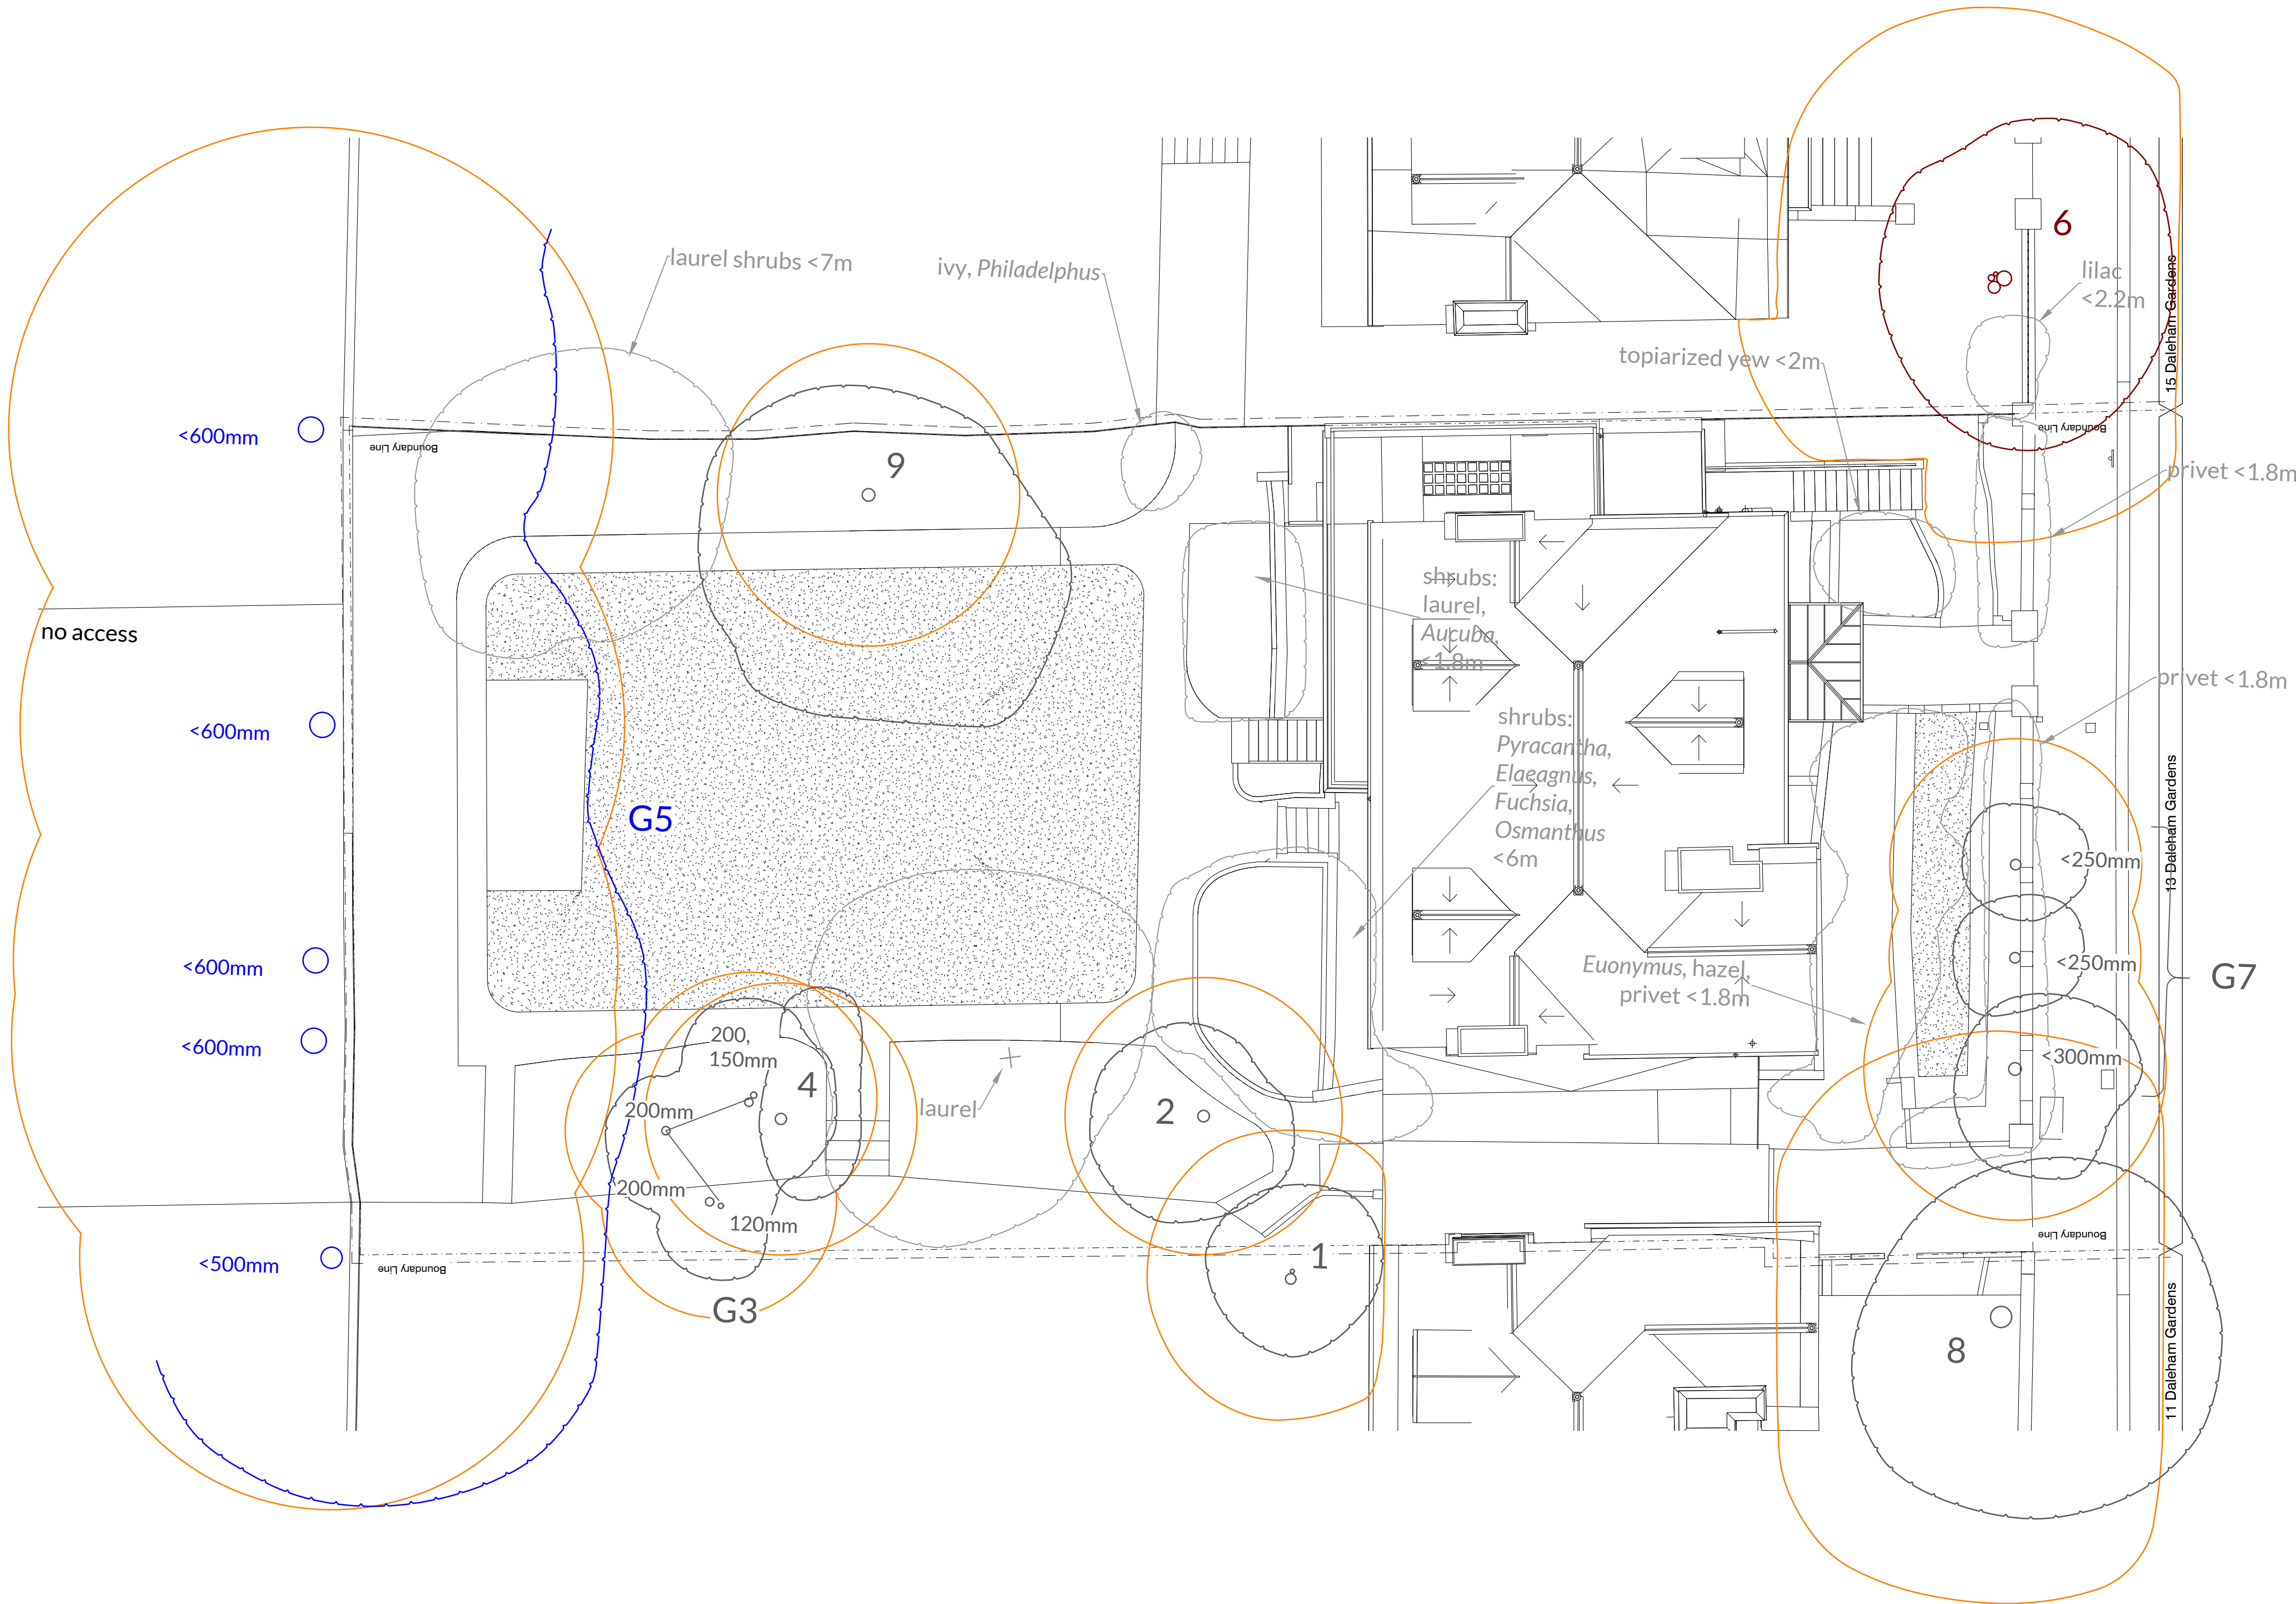 6
lilac
<2.2m
15 Daleham Gardens
laurel shrubs <7m
ivy, Philadelphus
topiarized yew <2m
<600mm
Boundary Line
9
Boundary Line
privet <1.8m
shrubs:
laurel,
Aucuba,
<1.8m
no access
privet <1.8m
<600mm
shrubs:
Pyracantha,
Elaeagnus,
Fuchsia,
Osmanthus
<6m
G5
13 Daleham Gardens
<250mm
<600mm
<250mm
Euonymus, hazel,
privet <1.8m
G7
<600mm
200,
150mm
4
200mm
laurel
2
<300mm
200mm
120mm
<500mm
Boundary Line
1
Boundary Line
G3
8
11 Daleham Gardens